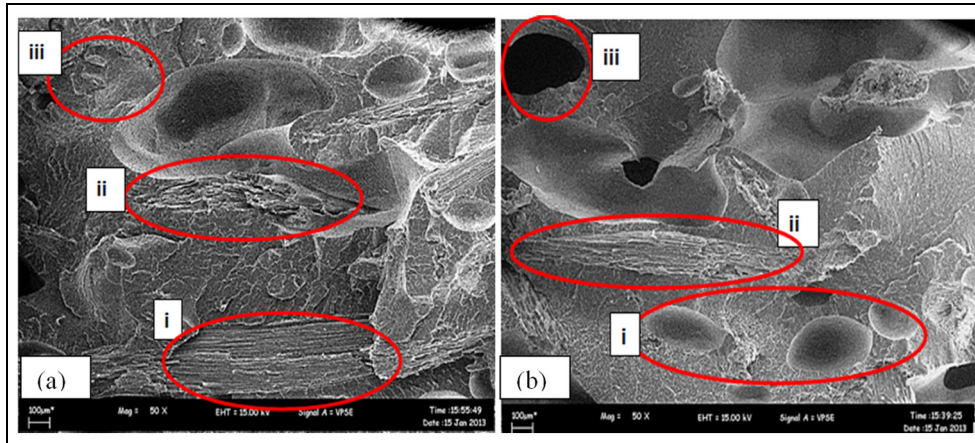 iii
ii
i
(a)
100µm* Mag = 50 X EHT = 15.00 kV Signal A = VPSE Time :15:55:49
Date :15 Jan 2013
iii
ii
i
(b)
100µm* Mag = 50 X EHT = 15.00 kV Signal A = VPSE Time :15:39:25
Date :15 Jan 2013